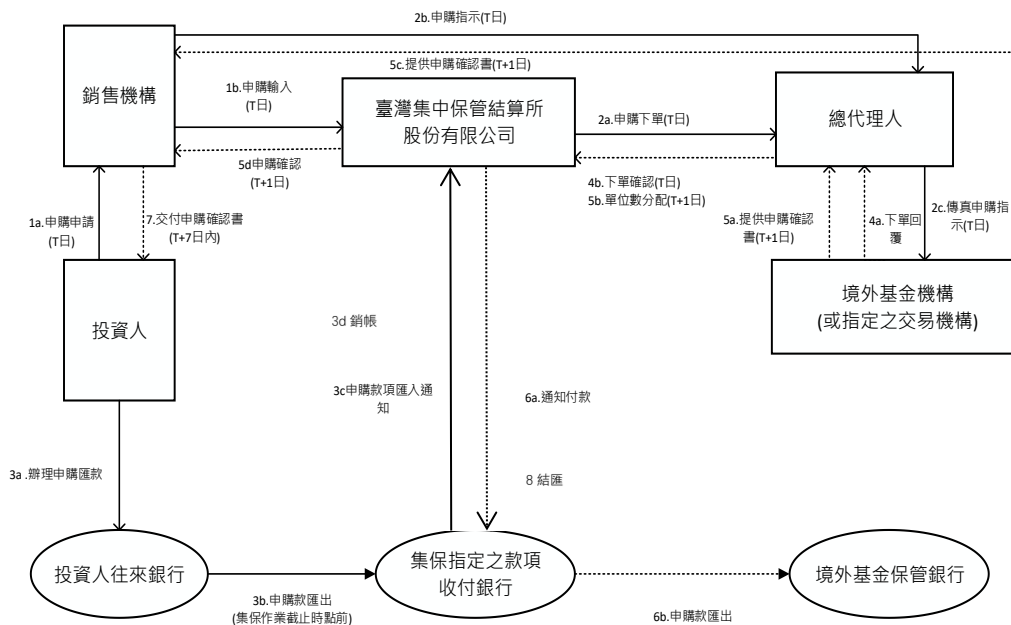 2b.申購指示(T日)
5c.提供申購確認書(T+1日)
銷售機構
1b.申購輸入
(T日)
臺灣集中保管結算所
股份有限公司
2a.申購下單(T日)
總代理人
5d申購確認
(T+1日)
4b.下單確認(T日)
5b.單位數分配(T+1日)
1a.申購申請
(T日)
7.交付申購確認書
(T+7日內)
5a.提供申購確認
書(T+1日)
4a.下單回
覆
2c.傳真申購指
示(T日)
投資人
境外基金機構
(或指定之交易機構)
3d 銷帳
3c申購款項匯入通
知
6a.通知付款
3a .辦理申購匯款
8 結匯
投資人往來銀行
集保指定之款項
收付銀行
境外基金保管銀行
3b.申購款匯出
(集保作業截止時點前)
6b.申購款匯出